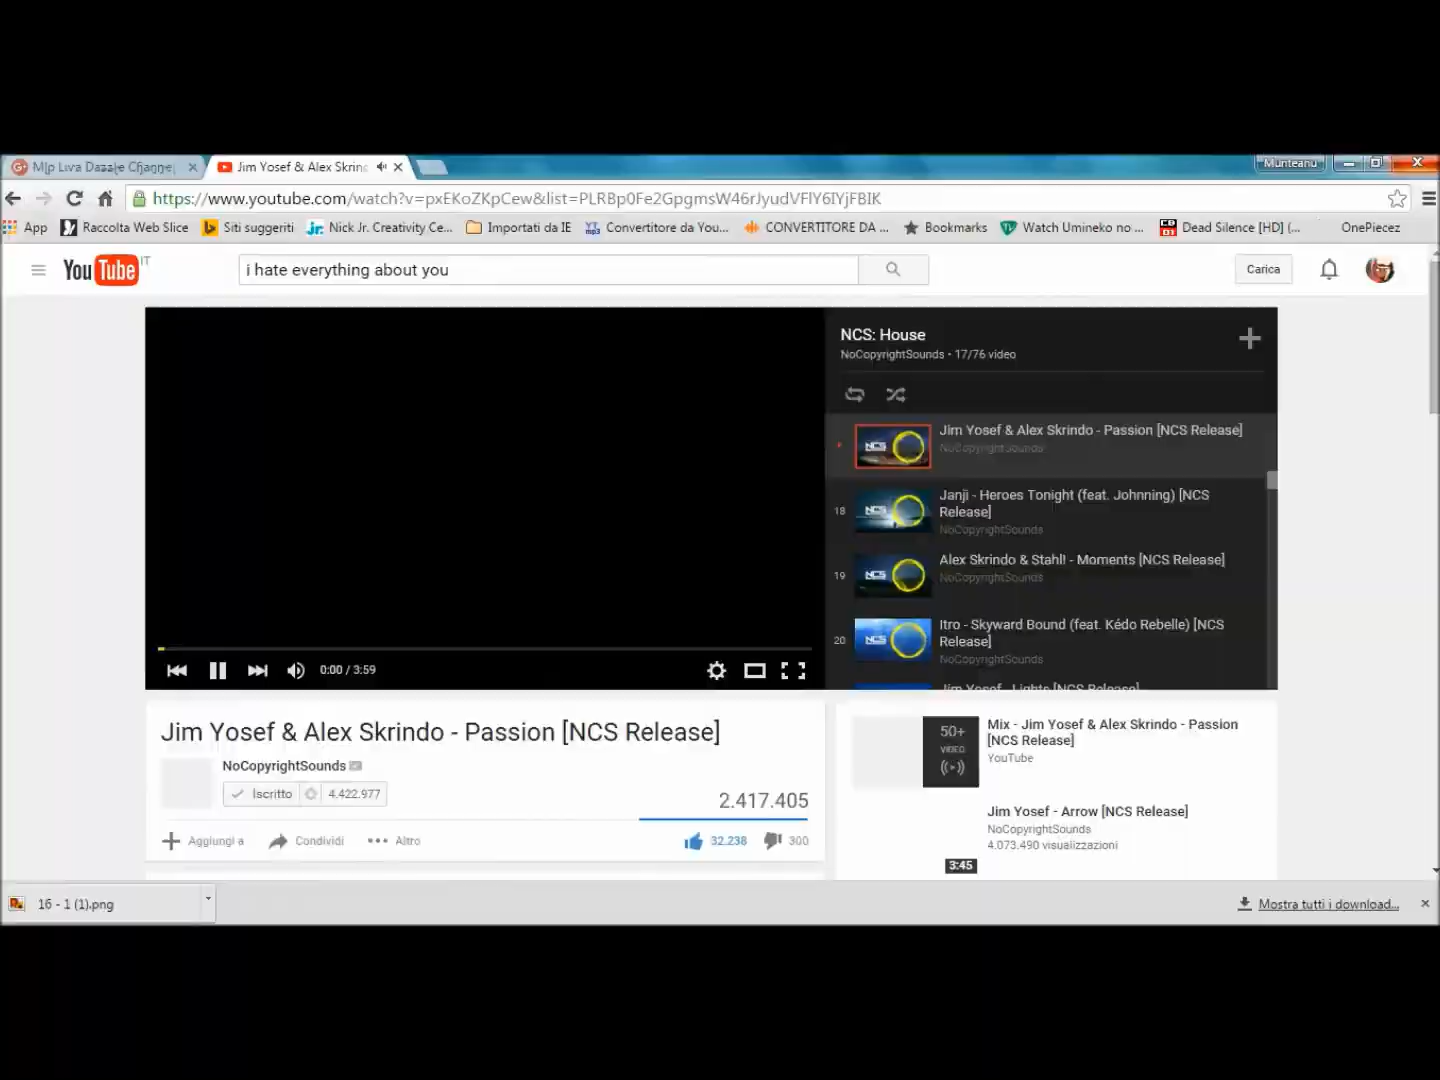 Jim Yosef & Alex Skrin
Munteanu
https://www.youtube.com/watch?v=pxEKoZKpCew&list=PLRBp0Fe2GpgmsW46rJyudVFlY6IYjFBIK
App
Raccolta Web Slice
Siti suggeriti
Nick Jr. Creativity Ce...
Importati da IE
Convertitore da You...
CONVERTITORE DA ...
Bookmarks
Watch Umineko no ...
Dead Silence [HD] (...
OnePiecez
YouTube IT
i hate everything about you
Carica
NCS: House
NoCopyrightSounds • 17/76 video
Jim Yosef & Alex Skrindo - Passion [NCS Release]
NoCopyrightSounds
18
Janji - Heroes Tonight (feat. Johnning) [NCS
Release]
NoCopyrightSounds
19
Alex Skrindo & Stahl! - Moments [NCS Release]
NoCopyrightSounds
20
Itro - Skyward Bound (feat. Kédo Rebelle) [NCS
Release]
NoCopyrightSounds
Jim Yosef - Lights [NCS Release]
NCS
NCS
NCS
NCS
0:00 / 3:59
Jim Yosef & Alex Skrindo - Passion [NCS Release]
NoCopyrightSounds
Iscritto
4.422.977
2.417.405
Aggiungi a
Condividi
Altro
32.238
300
50+
VIDEO
Mix - Jim Yosef & Alex Skrindo - Passion
[NCS Release]
YouTube
Jim Yosef - Arrow [NCS Release]
NoCopyrightSounds
4.073.490 visualizzazioni
3:45
16 - 1 (1).png
Mostra tutti i download...